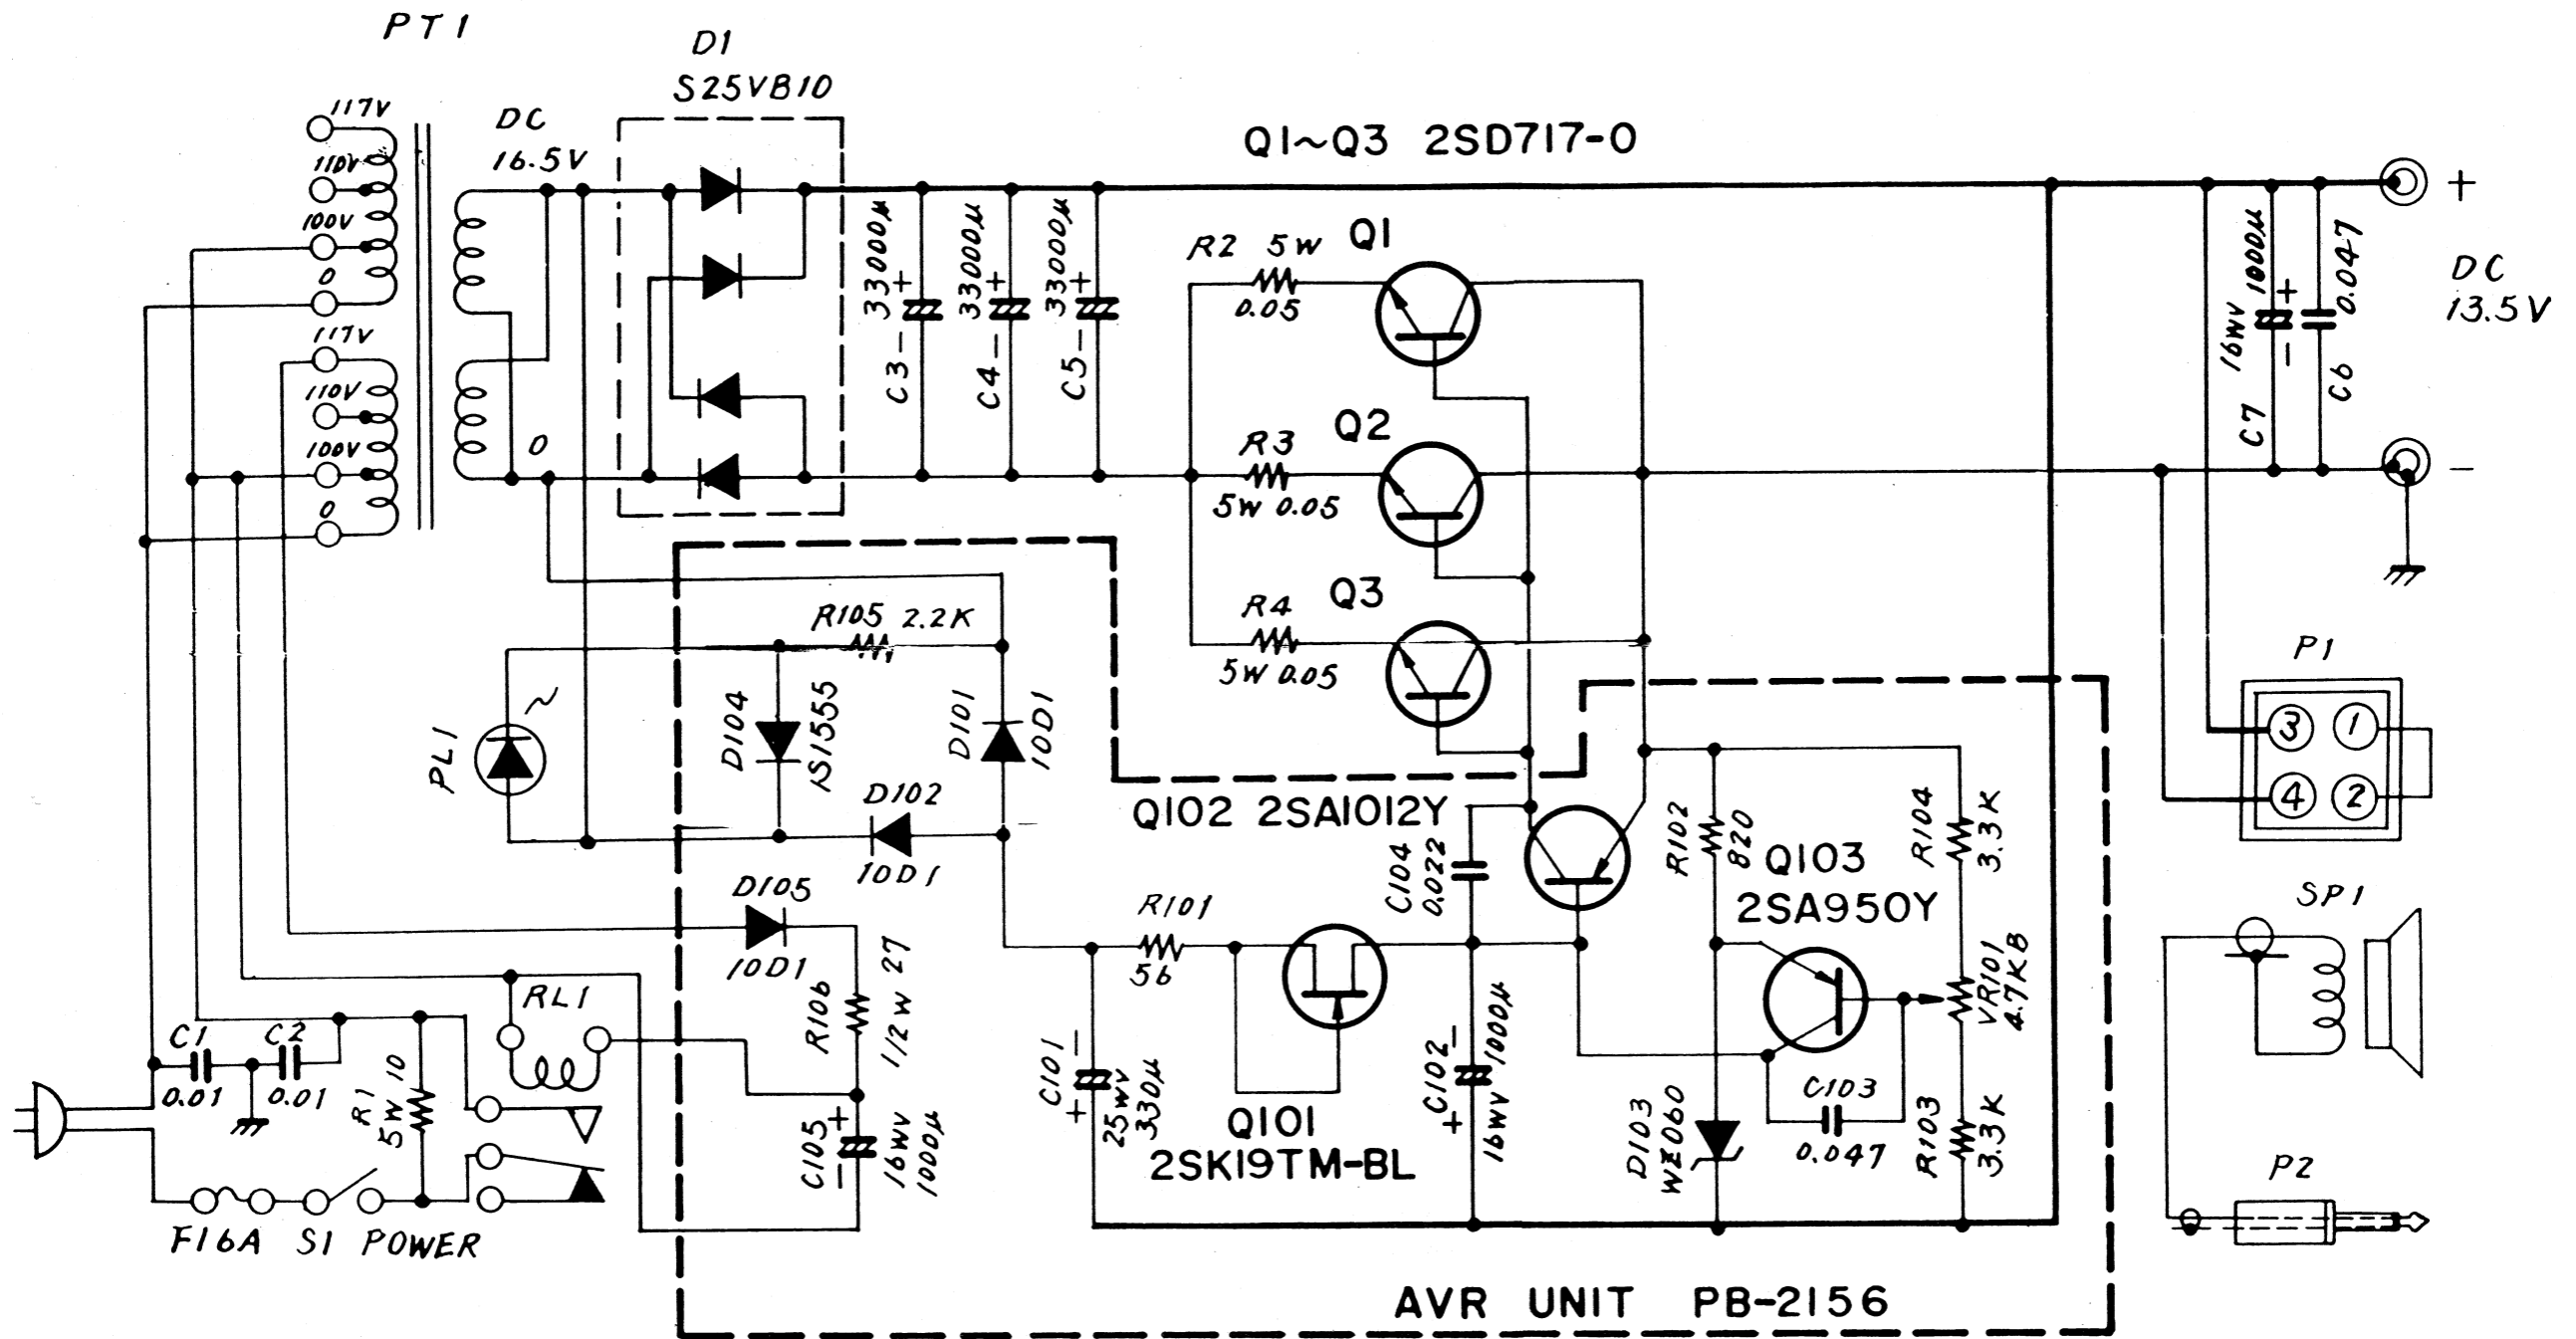 PT1
D1
S25VB10
117V
110V
100V
0
117V
110V
100V
0
DC
16.5V
0
Q1~Q3 2SD717-O
33000µ
+
C3 -
33000µ
+
C4 -
33000µ
+
C5 -
R2 5W
0.05
Q1
R3
5W 0.05
Q2
R4
5W 0.05
Q3
16WV 1000µ
+
-
C7
0.047
C6
+
DC
13.5V
-
R105 2.2K
D104
1S1555
D101
10D1
PL1
D102
10D1
D105
10D1
R106
1/2W 27
C105
+
-
16WV
1000µ
RL1
C1
0.01
C2
0.01
R1
5W 10
F1 6A S1 POWER
Q102 2SA1012Y
C104
0.022
R101
56
C101
-
+
25WV
330µ
Q101
2SK19TM-BL
C102
-
+
16WV 1000µ
R102
820
Q103
2SA950Y
R104
3.3K
VR101
4.7KB
C103
0.047
D103
WZ060
R103
3.3K
P1
3
1
4
2
SP1
P2
AVR UNIT PB-2156